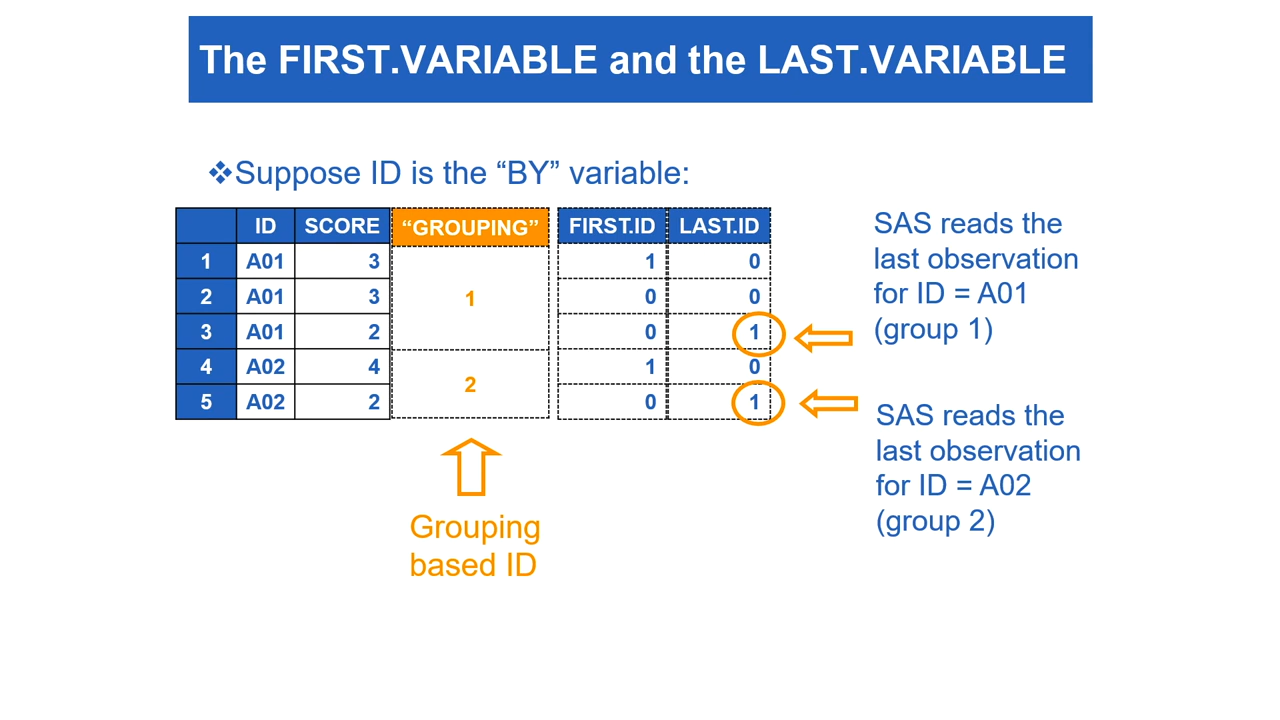 The FIRST.VARIABLE and the LAST.VARIABLE
❖Suppose ID is the “BY” variable:
ID SCORE “GROUPING” FIRST.ID LAST.ID
1 A01 3 1 0
2 A01 3 1 0 0
3 A01 2 0 1
4 A02 4 1 0
5 A02 2 2 0 1
SAS reads the
last observation
for ID = A01
(group 1)
SAS reads the
last observation
for ID = A02
(group 2)
Grouping
based ID